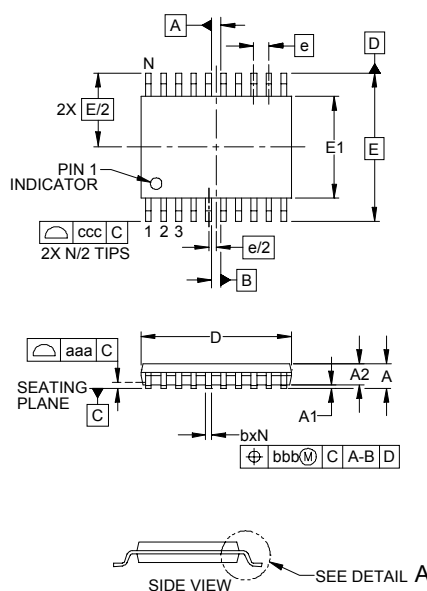 A
e
D
N
2X E/2
E1
E
PIN 1
INDICATOR
ccc C
1 2 3
2X N/2 TIPS
e/2
B
D
aaa C
A2
A
SEATING
PLANE
C
A1
bxN
bbbⓂ C A-B D
SIDE VIEW
SEE DETAIL A